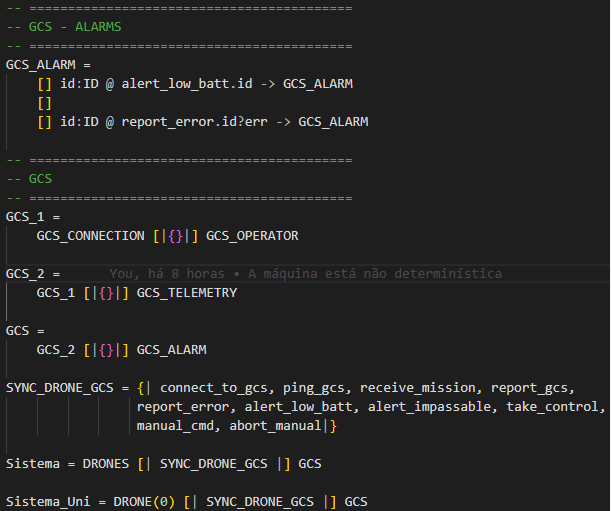 -- ==========================================
-- GCS - ALARMS
-- ==========================================
GCS_ALARM =
    [] id:ID @ alert_low_batt.id -> GCS_ALARM
    []
    [] id:ID @ report_error.id?err -> GCS_ALARM
-- ==========================================
-- GCS
-- ==========================================
GCS_1 =
    GCS_CONNECTION [|{}|] GCS_OPERATOR
GCS_2 =      You, há 8 horas • A máquina está não determinística
    GCS_1 [|{}|] GCS_TELEMETRY
GCS =
    GCS_2 [|{}|] GCS_ALARM
SYNC_DRONE_GCS = {| connect_to_gcs, ping_gcs, receive_mission, report_gcs,
                 report_error, alert_low_batt, alert_impassable, take_control,
                 manual_cmd, abort_manual|}
Sistema = DRONES [| SYNC_DRONE_GCS |] GCS
Sistema_Uni = DRONE(0) [| SYNC_DRONE_GCS |] GCS